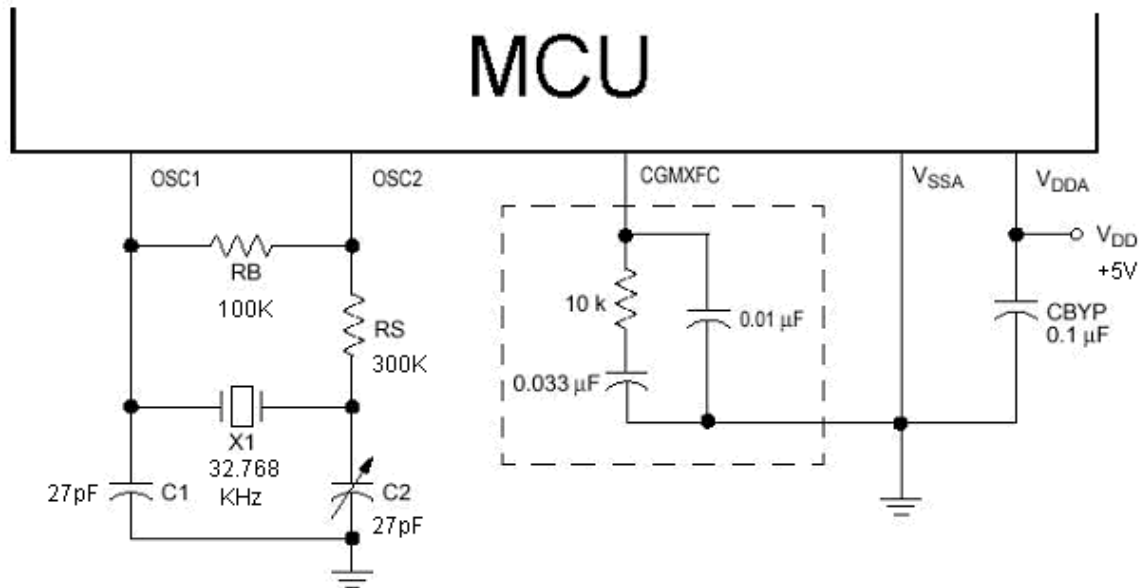 MCU
OSC1
OSC2
CGMXFC
VSSA
VDDA
RB
100K
RS
300K
X1
32.768
KHz
27pF
C1
C2
27pF
10 k
0.01 µF
0.033 µF
VDD
+5V
CBYP
0.1 µF